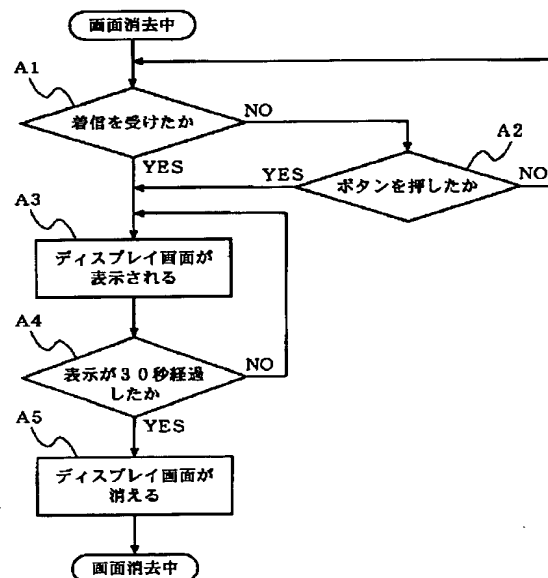 画面消去中
A1
着信を受けたか
NO
A2
YES
YES
ボタンを押したか
NO
A3
ディスプレイ画面が
表示される
A4
表示が30秒経過
したか
NO
YES
A5
ディスプレイ画面が
消える
画面消去中